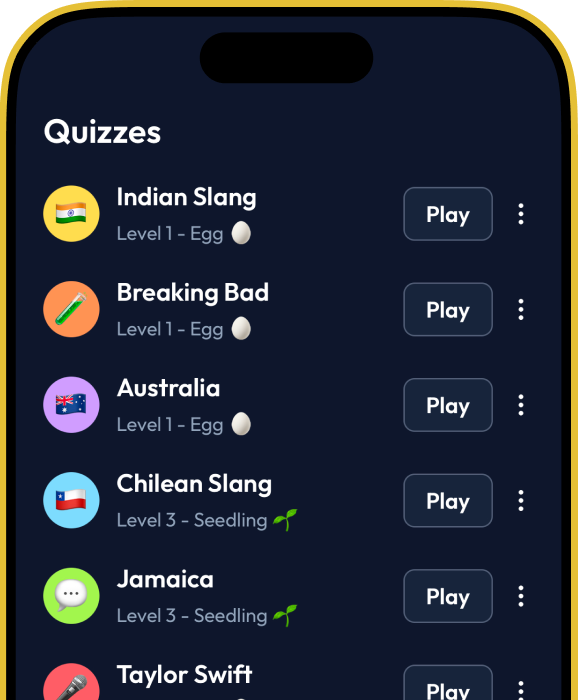 Quizzes
Indian Slang
Level 1 - Egg 🥚
Play
Breaking Bad
Level 1 - Egg 🥚
Play
Australia
Level 1 - Egg 🥚
Play
Chilean Slang
Level 3 - Seedling 🌱
Play
Jamaica
Level 3 - Seedling 🌱
Play
Taylor Swift
Play